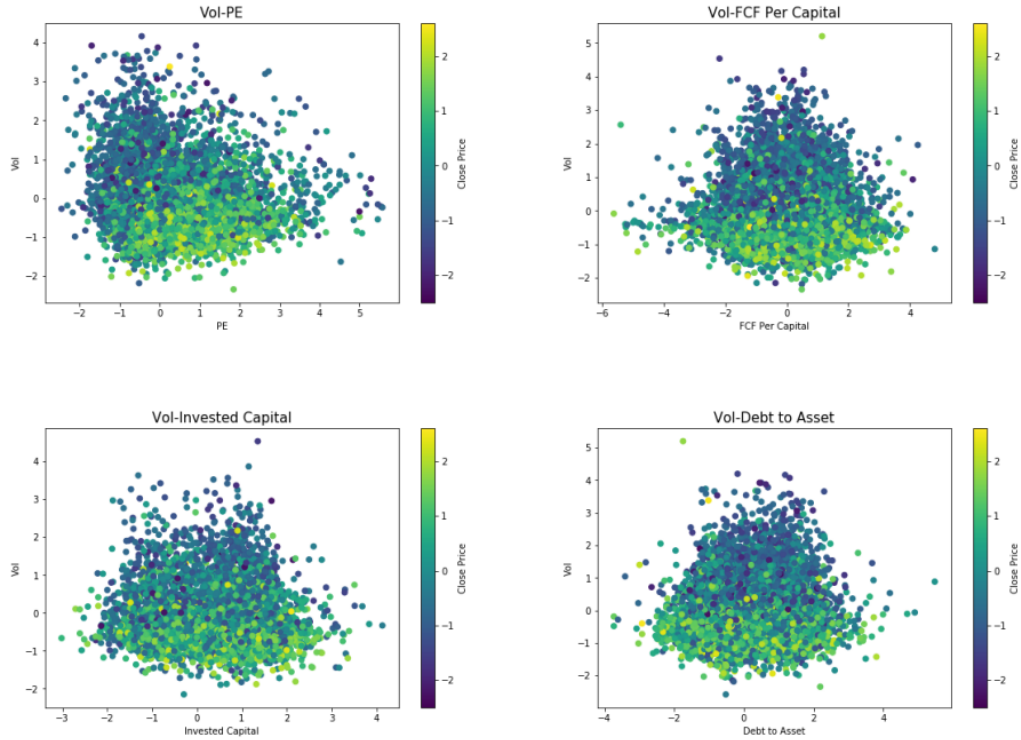 Vol-PE
4
3
2
1
0
−1
−2
Vol
−2 −1 0 1 2 3 4 5
PE
2
1
0
−1
−2
Close Price
Vol-FCF Per Capital
5
4
3
2
1
0
−1
−2
Vol
−6 −4 −2 0 2 4
FCF Per Capital
2
1
0
−1
−2
Close Price
Vol-Invested Capital
4
3
2
1
0
−1
−2
Vol
−3 −2 −1 0 1 2 3 4
Invested Capital
2
1
0
−1
−2
Close Price
Vol-Debt to Asset
5
4
3
2
1
0
−1
−2
Vol
−4 −2 0 2 4
Debt to Asset
2
1
0
−1
−2
Close Price